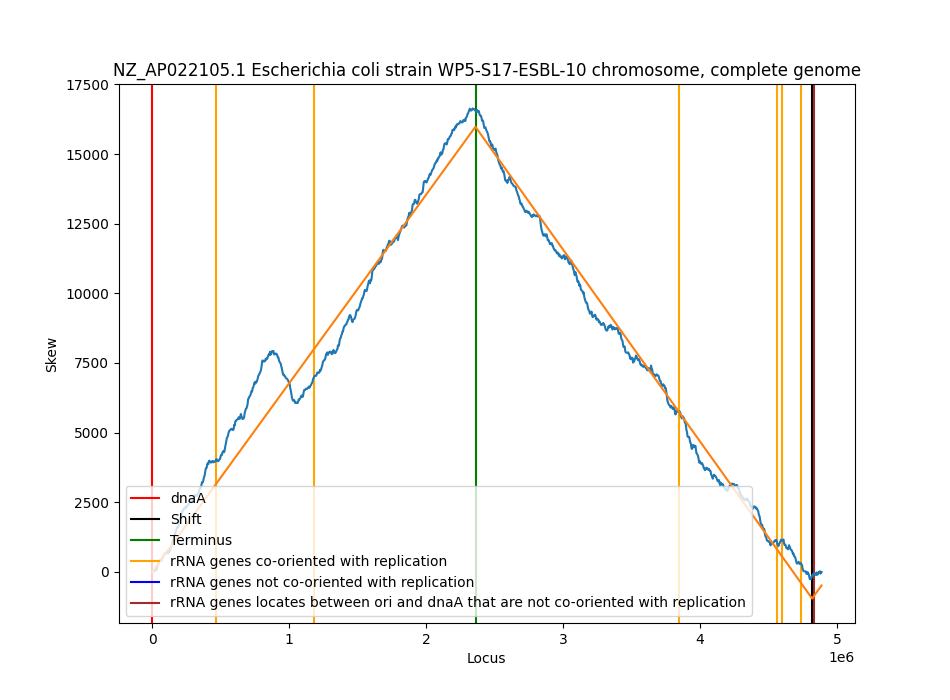 NZ_AP022105.1 Escherichia coli strain WP5-S17-ESBL-10 chromosome, complete genome
17500
15000
12500
10000
7500
5000
2500
0
Skew
dnaA
Shift
Terminus
rRNA genes co-oriented with replication
rRNA genes not co-oriented with replication
rRNA genes locates between ori and dnaA that are not co-oriented with replication
0 1 2 3 4 5
1e6
Locus